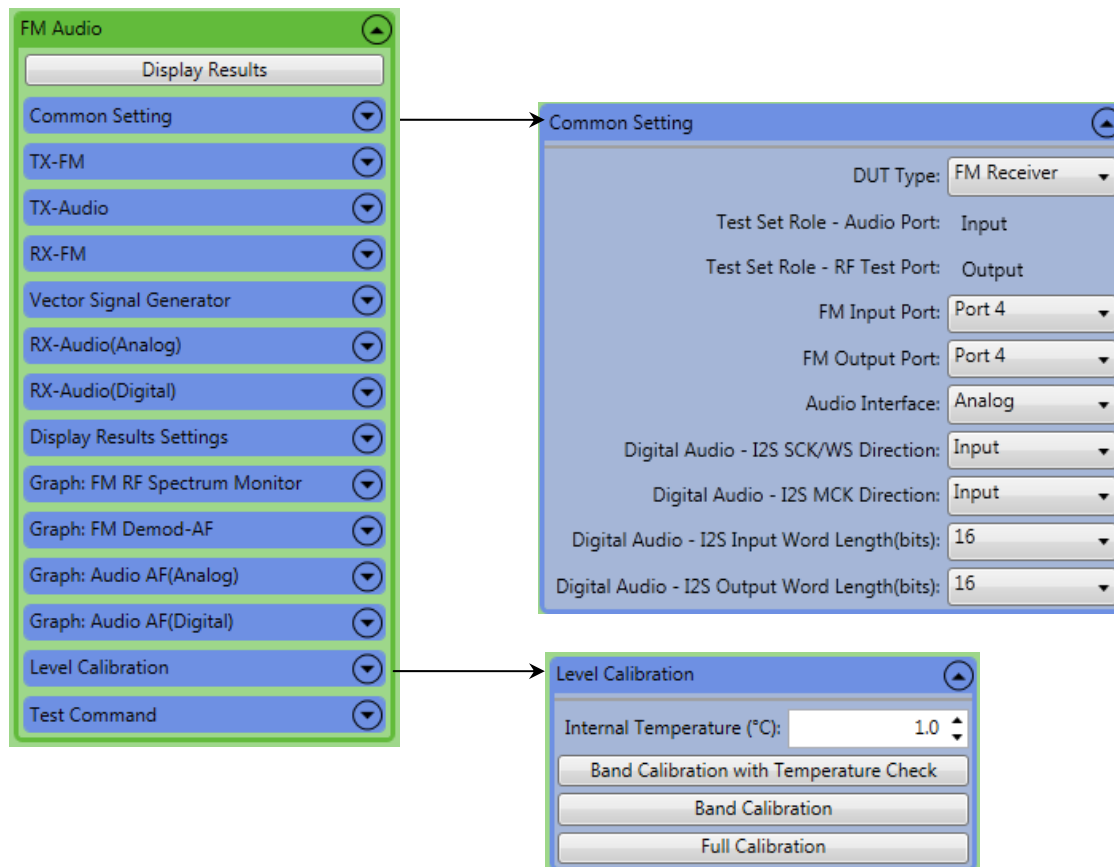 FM Audio
Display Results
Common Setting
TX-FM
TX-Audio
RX-FM
Vector Signal Generator
RX-Audio(Analog)
RX-Audio(Digital)
Display Results Settings
Graph: FM RF Spectrum Monitor
Graph: FM Demod-AF
Graph: Audio AF(Analog)
Graph: Audio AF(Digital)
Level Calibration
Test Command
Common Setting
DUT Type: FM Receiver
Test Set Role - Audio Port: Input
Test Set Role - RF Test Port: Output
FM Input Port: Port 4
FM Output Port: Port 4
Audio Interface: Analog
Digital Audio - I2S SCK/WS Direction: Input
Digital Audio - I2S MCK Direction: Input
Digital Audio - I2S Input Word Length(bits): 16
Digital Audio - I2S Output Word Length(bits): 16
Level Calibration
Internal Temperature (°C): 1.0
Band Calibration with Temperature Check
Band Calibration
Full Calibration